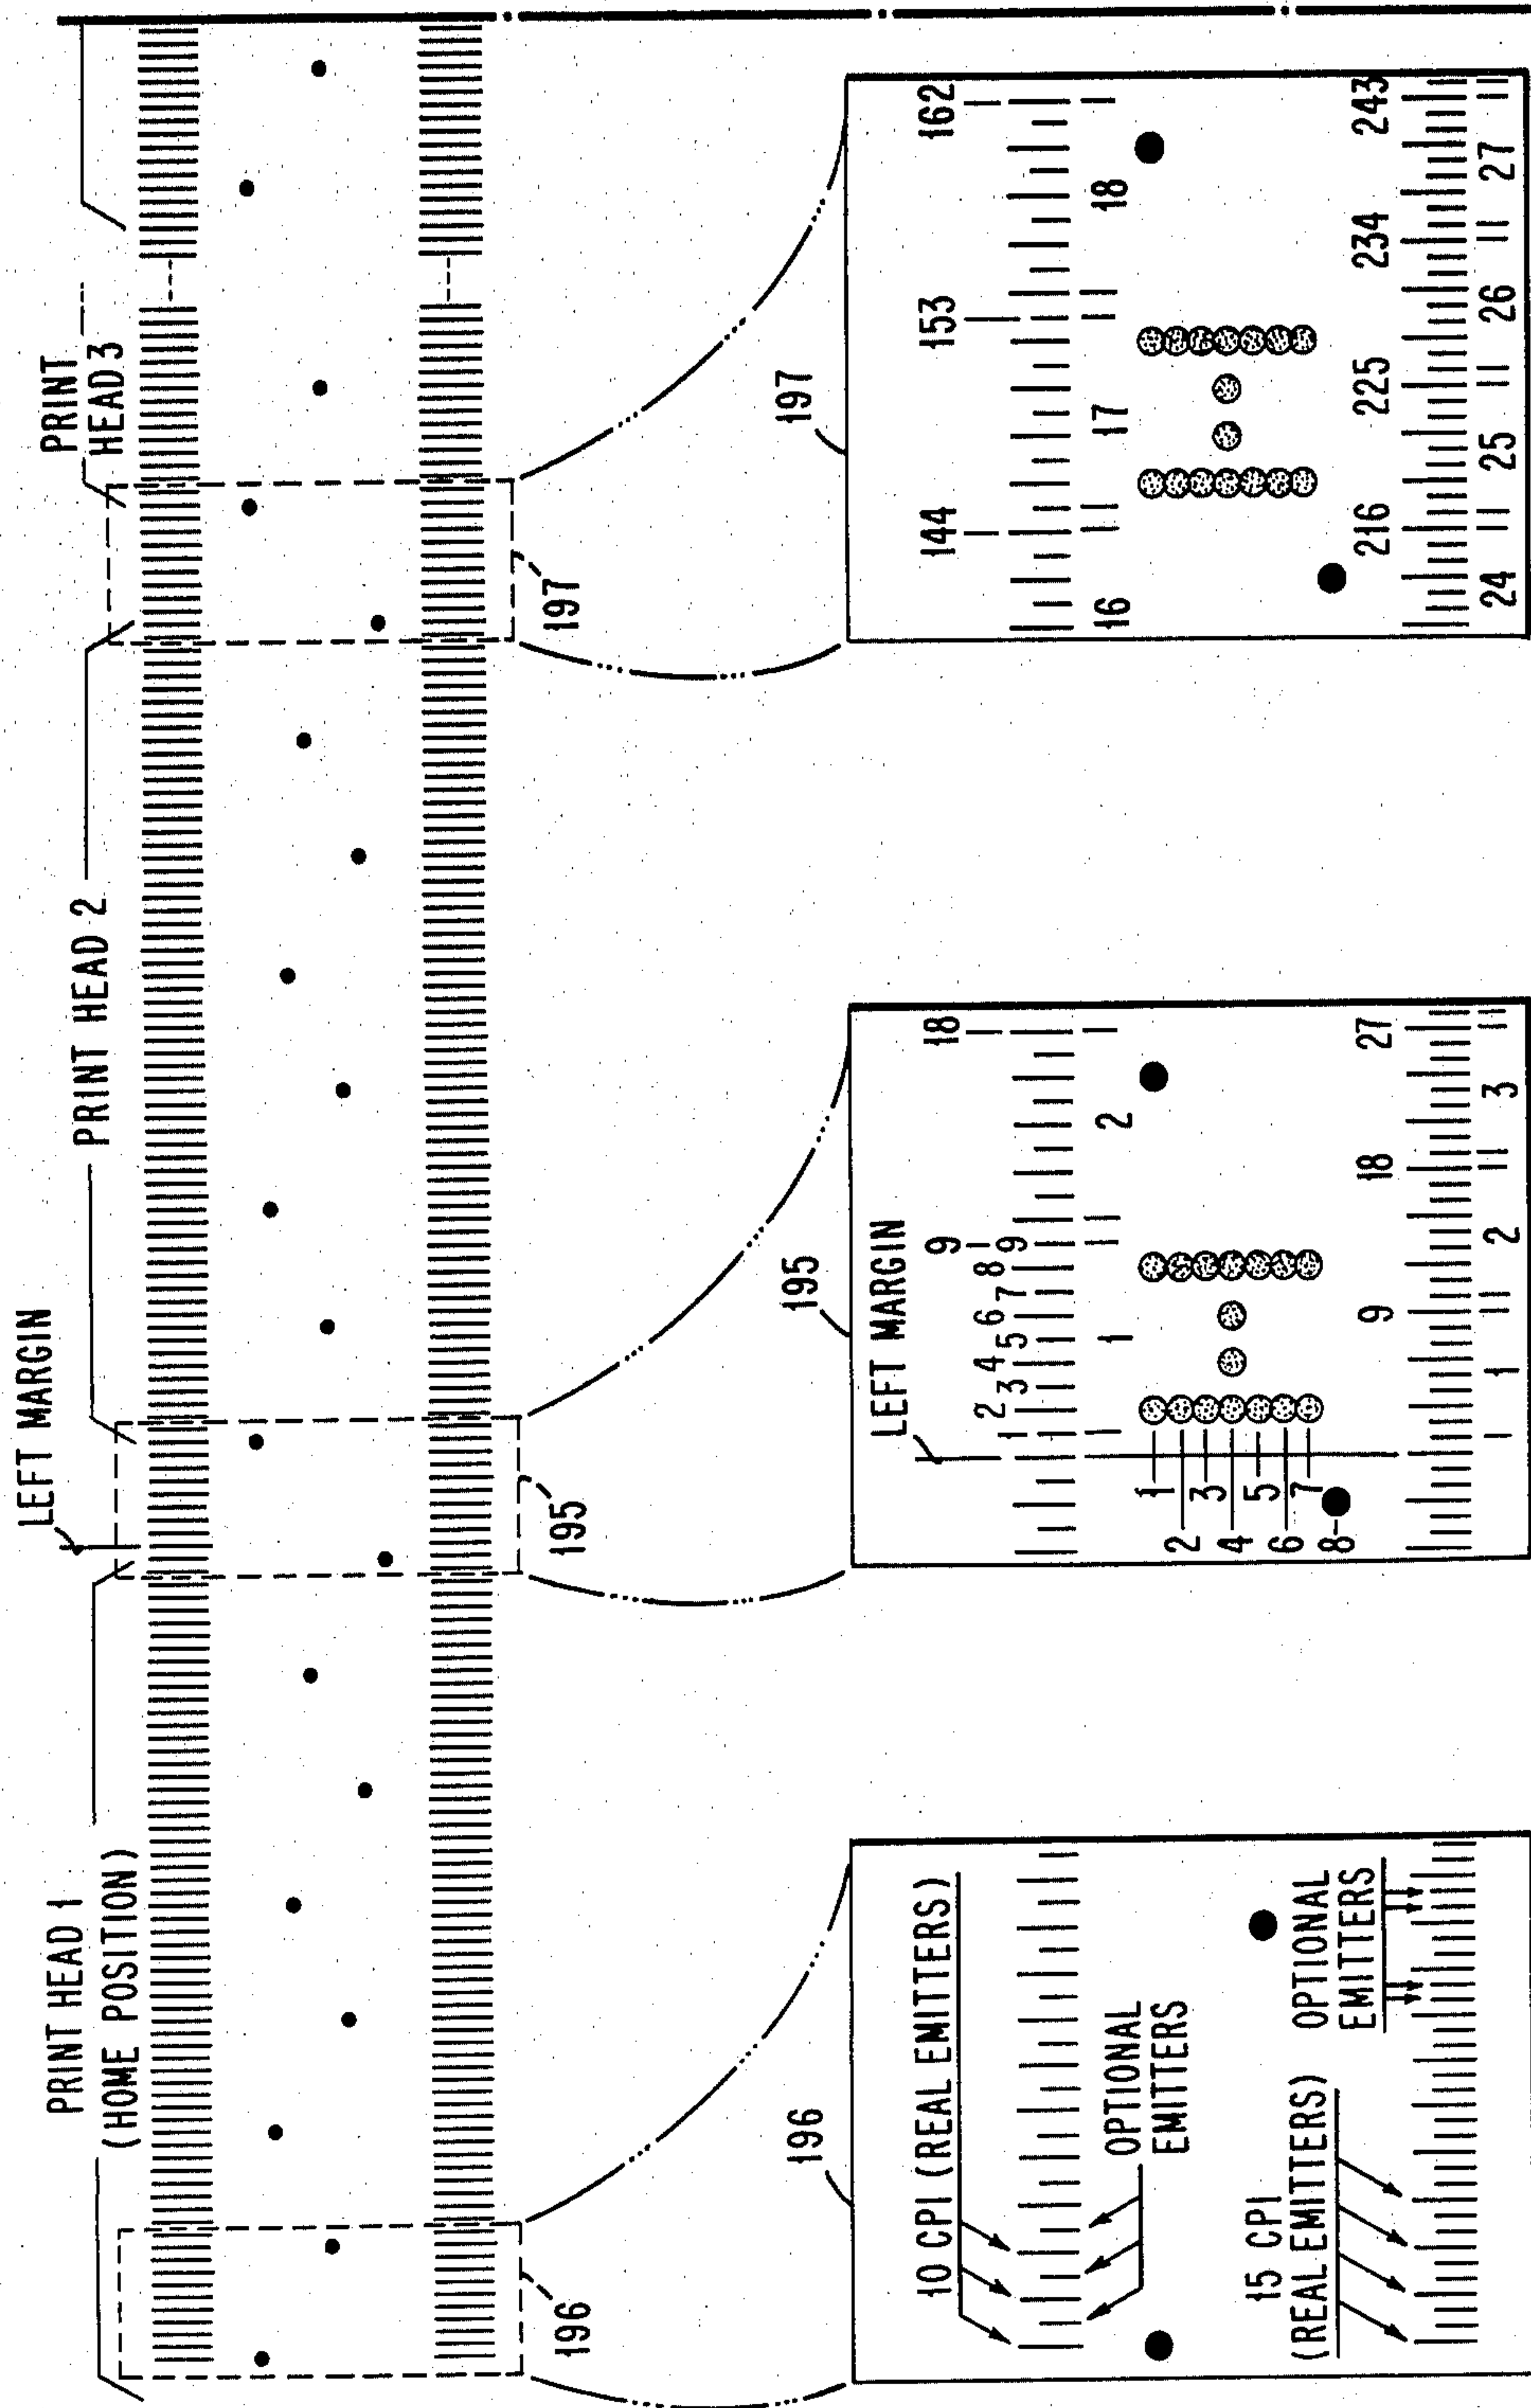 PRINT HEAD 1
(HOME POSITION)
LEFT MARGIN
PRINT HEAD 2
PRINT
HEAD 3
196
195
197
196
10 CPI (REAL EMITTERS)
OPTIONAL
EMITTERS
15 CPI
(REAL EMITTERS)
OPTIONAL
EMITTERS
195
LEFT MARGIN
9
18
1 2 3 4 5 6 7 8 9
1
2
1
2
3
4
5
6
7
8
9
18
27
1
2
3
197
144
153
162
16
17
18
216
225
234
243
24
25
26
27